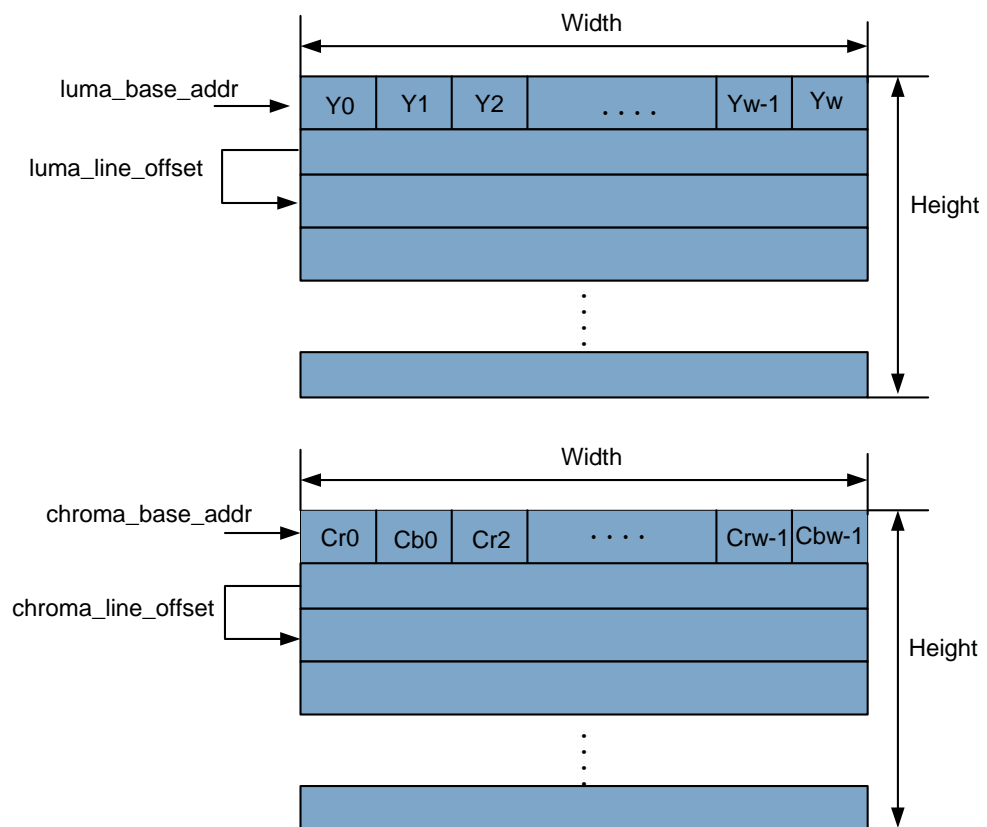 Width
luma_base_addr
Y0 Y1 Y2 . . . . Yw-1 Yw
luma_line_offset
Height
Width
chroma_base_addr
Cr0 Cb0 Cr2 . . . . Crw-1 Cbw-1
chroma_line_offset
Height